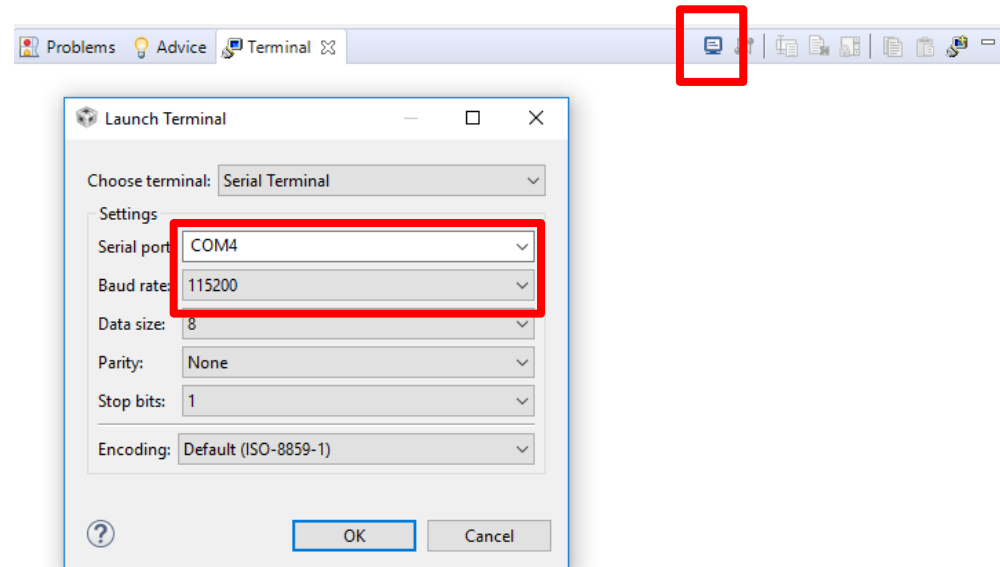 Problems Advice Terminal
Launch Terminal
Choose terminal: Serial Terminal
Settings
Serial port COM4
Baud rate: 115200
Data size: 8
Parity: None
Stop bits: 1
Encoding: Default (ISO-8859-1)
OK Cancel